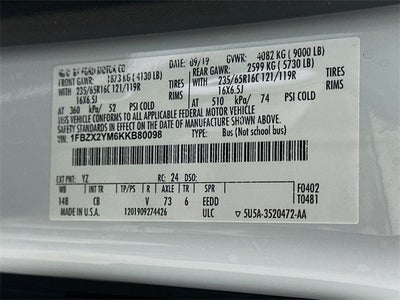 MFD. BY FORD MOTOR CO
09/19 GVWR: 4082 kg ( 9000 LB)
FRONT GAWR: 1873 kg ( 4130 LB) REAR GAWR: 2599 kg ( 5730 LB)
235/65R16C 121/119R TIRES 235/65R16C 121/119R TIRES
16X6.5J RIMS 16X6.5J RIMS
AT 360 kPa/ 52 PSI COLD AT 510 kPa/ 74 PSI COLD
THIS VEHICLE CONFORMS TO ALL APPLICABLE FEDERAL MOTOR VEHICLE
SAFETY STANDARDS IN EFFECT ON THE DATE OF MANUFACTURE SHOWN ABOVE.
VIN: 1FBZX2YM6KKB80098 TYPE: Bus (Not School Bus)
EXT PNT: YZ RC: 24 DSO:
WB INT TR TP/PS R AXLE TR SPR F0402
148 CB V 73 6 EEDD T0481
MADE IN U.S.A. 1201909274426 ULC 5U5A-3520472-AA